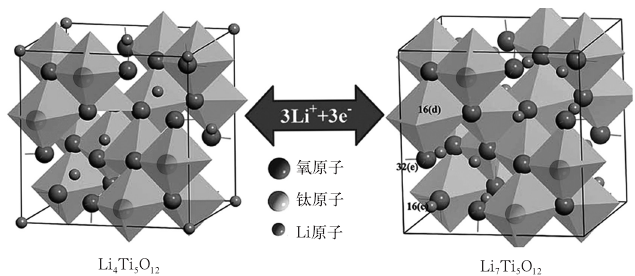 3Li⁺+3e⁻
16(d)
32(e)
16(c)
氧原子
钛原子
Li原子
Li₄Ti₅O₁₂
Li₇Ti₅O₁₂